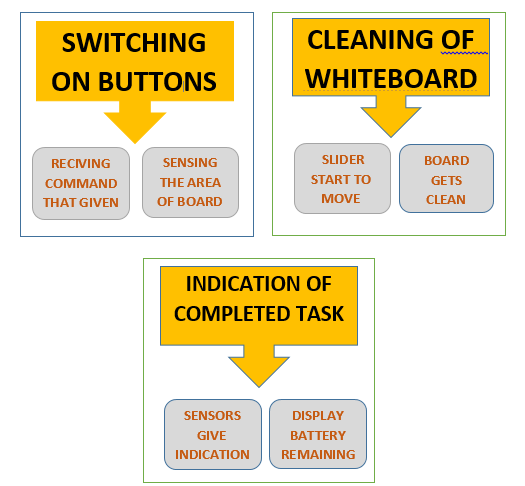 SWITCHING
ON BUTTONS
RECIVING
COMMAND
THAT GIVEN
SENSING
THE AREA
OF BOARD
CLEANING OF
WHITEBOARD
SLIDER
START TO
MOVE
BOARD
GETS
CLEAN
INDICATION OF
COMPLETED TASK
SENSORS
GIVE
INDICATION
DISPLAY
BATTERY
REMAINING